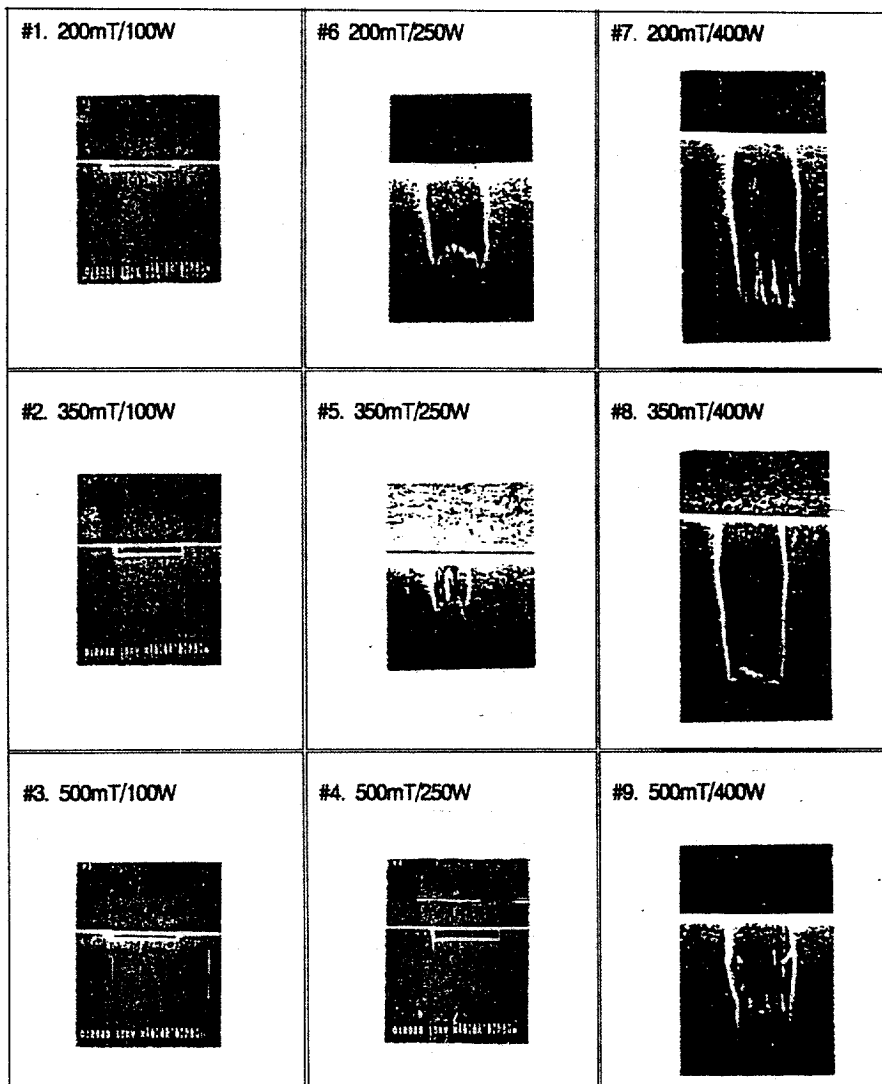 #1. 200mT/100W
#6 200mT/250W
#7. 200mT/400W
#2. 350mT/100W
#5. 350mT/250W
#8. 350mT/400W
#3. 500mT/100W
#4. 500mT/250W
#9. 500mT/400W